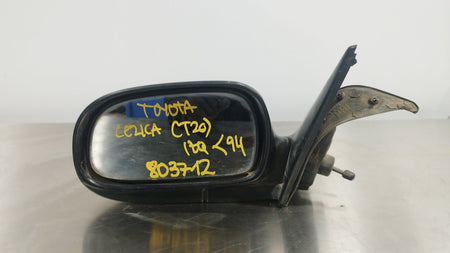 TOYOTA
CELICA (T20)
IZQ <94
803712